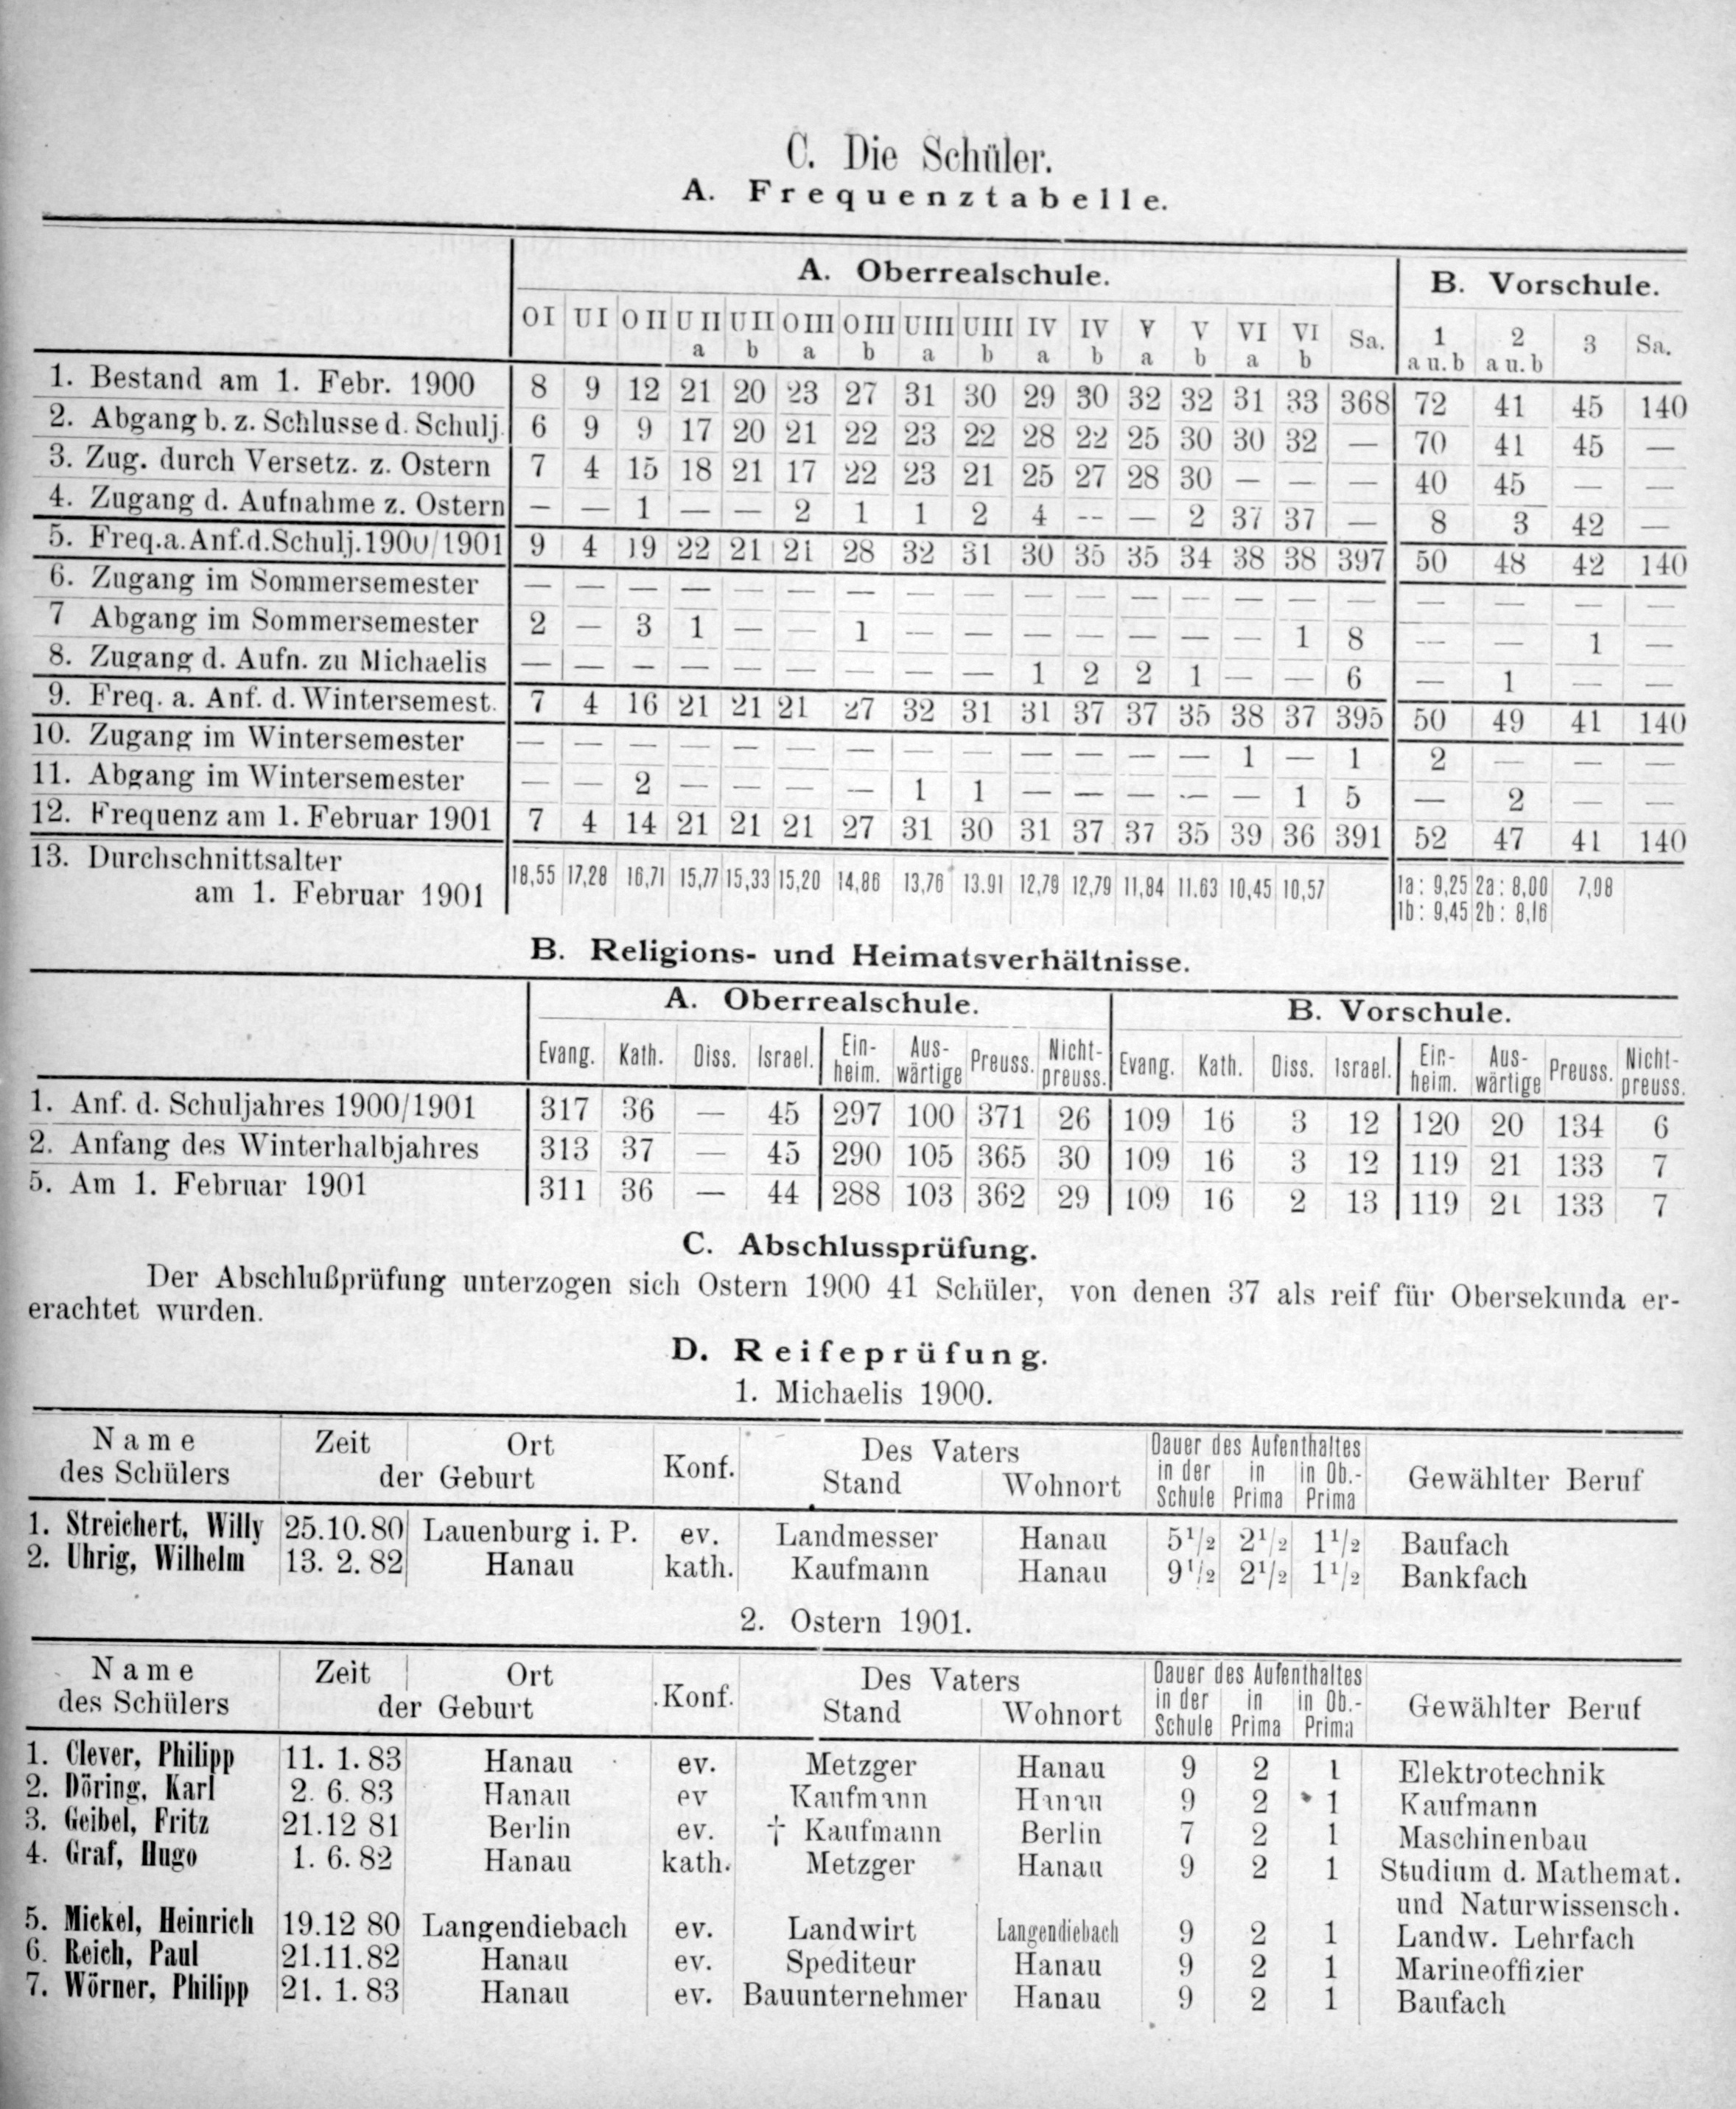 C. Die Schüler.
A. Frequenztabelle.
A. Oberrealschule. B. Vorschule.
OI UI OII UII UII OIII OIII UIII UIII IV IV V V VI VI Sa. 1 2 3 Sa.
a b a b a b a b a b a b a u. b a u. b
1. Bestand am 1. Febr. 1900 8 9 12 21 20 23 27 31 30 29 30 32 32 31 33 368 72 41 45 140
2. Abgang b. z. Schlusse d. Schulj. 6 9 9 17 20 21 22 23 22 28 22 25 30 30 32 — 70 41 45 —
3. Zug. durch Versetz. z. Ostern 7 4 15 18 21 17 22 23 21 25 27 28 30 — — — 40 45 — —
4. Zugang d. Aufnahme z. Ostern — — 1 — — 2 1 1 2 4 -- — 2 37 37 — 8 3 42 —
5. Freq. a. Anf. d. Schulj. 1900/1901 9 4 19 22 21 21 28 32 31 30 35 35 34 38 38 397 50 48 42 140
6. Zugang im Sommersemester — — — — — — — — — — — — — — — — — — — —
7 Abgang im Sommersemester 2 — 3 1 — — 1 — — — — — — — 1 8 — — 1 —
8. Zugang d. Aufn. zu Michaelis — — — — — — — — — 1 2 2 1 — — 6 — 1 — —
9. Freq. a. Anf. d. Wintersemest. 7 4 16 21 21 21 27 32 31 31 37 37 35 38 37 395 50 49 41 140
10. Zugang im Wintersemester — — — — — — — — — — — — — 1 — 1 2 — — —
11. Abgang im Wintersemester — — 2 — — — — 1 1 — — — — — 1 5 — 2 — —
12. Frequenz am 1. Februar 1901 7 4 14 21 21 21 27 31 30 31 37 37 35 39 36 391 52 47 41 140
13. Durchschnittsalter
am 1. Februar 1901 18,55 17,28 16,71 15,77 15,33 15,20 14,86 13,76 13.91 12,79 12,79 11,84 11.63 10,45 10,57 1a: 9,25 2a: 8,00 7,08
1b: 9,45 2b: 8,16
B. Religions- und Heimatsverhältnisse.
A. Oberrealschule. B. Vorschule.
Evang. Kath. Diss. Israel. Ein- Aus- Preuss. Nicht- Evang. Kath. Diss. Israel. Ein- Aus- Preuss. Nicht-
heim. wärtige preuss. heim. wärtige preuss.
1. Anf. d. Schuljahres 1900/1901 317 36 — 45 297 100 371 26 109 16 3 12 120 20 134 6
2. Anfang des Winterhalbjahres 313 37 — 45 290 105 365 30 109 16 3 12 119 21 133 7
5. Am 1. Februar 1901 311 36 — 44 288 103 362 29 109 16 2 13 119 21 133 7
C. Abschlussprüfung.
Der Abschlußprüfung unterzogen sich Ostern 1900 41 Schüler, von denen 37 als reif für Obersekunda er-
erachtet wurden.
D. Reifeprüfung.
1. Michaelis 1900.
Name Zeit Ort Konf. Des Vaters Dauer des Aufenthaltes Gewählter Beruf
des Schülers der Geburt Stand Wohnort in der in in Ob.-
Schule Prima Prima
1. Streichert, Willy 25.10.80 Lauenburg i. P. ev. Landmesser Hanau 5 1/2 2 1/2 1 1/2 Baufach
2. Uhrig, Wilhelm 13. 2. 82 Hanau kath. Kaufmann Hanau 9 1/2 2 1/2 1 1/2 Bankfach
2. Ostern 1901.
Name Zeit Ort Konf. Des Vaters Dauer des Aufenthaltes Gewählter Beruf
des Schülers der Geburt Stand Wohnort in der in in Ob.-
Schule Prima Prima
1. Clever, Philipp 11. 1. 83 Hanau ev. Metzger Hanau 9 2 1 Elektrotechnik
2. Döring, Karl 2. 6. 83 Hanau ev Kaufmann Hanau 9 2 1 Kaufmann
3. Geibel, Fritz 21.12 81 Berlin ev. † Kaufmann Berlin 7 2 1 Maschinenbau
4. Graf, Hugo 1. 6. 82 Hanau kath. Metzger Hanau 9 2 1 Studium d. Mathemat.
und Naturwissensch.
5. Mickel, Heinrich 19.12 80 Langendiebach ev. Landwirt Langendiebach 9 2 1 Landw. Lehrfach
6. Reich, Paul 21.11.82 Hanau ev. Spediteur Hanau 9 2 1 Marineoffizier
7. Wörner, Philipp 21. 1. 83 Hanau ev. Bauunternehmer Hanau 9 2 1 Baufach